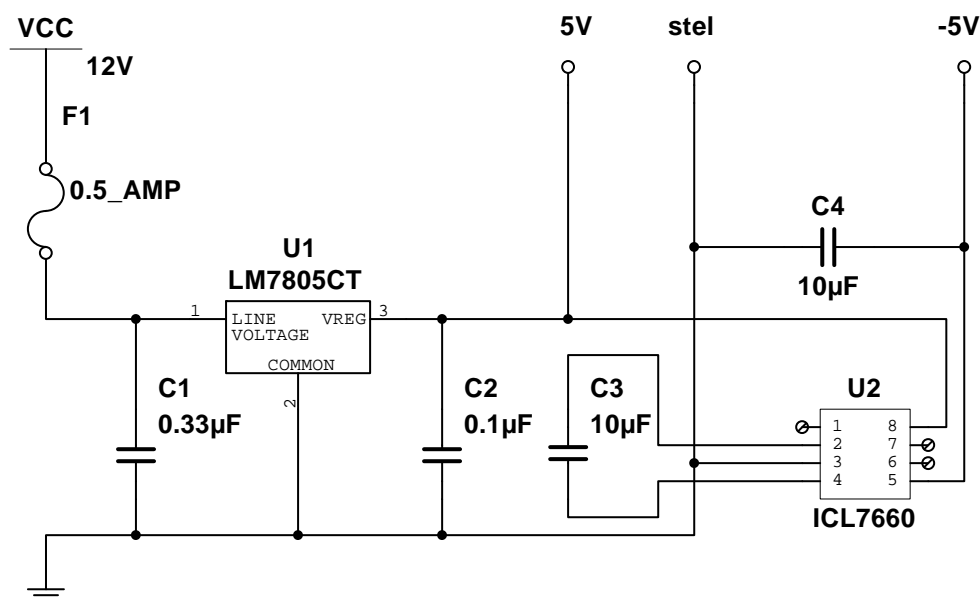 VCC
12V
F1
0.5_AMP
5V
stel
-5V
C4
10µF
U1
LM7805CT
1
LINE VREG
VOLTAGE
COMMON
3
2
C1
0.33µF
C2
0.1µF
C3
10µF
U2
1 8
2 7
3 6
4 5
ICL7660